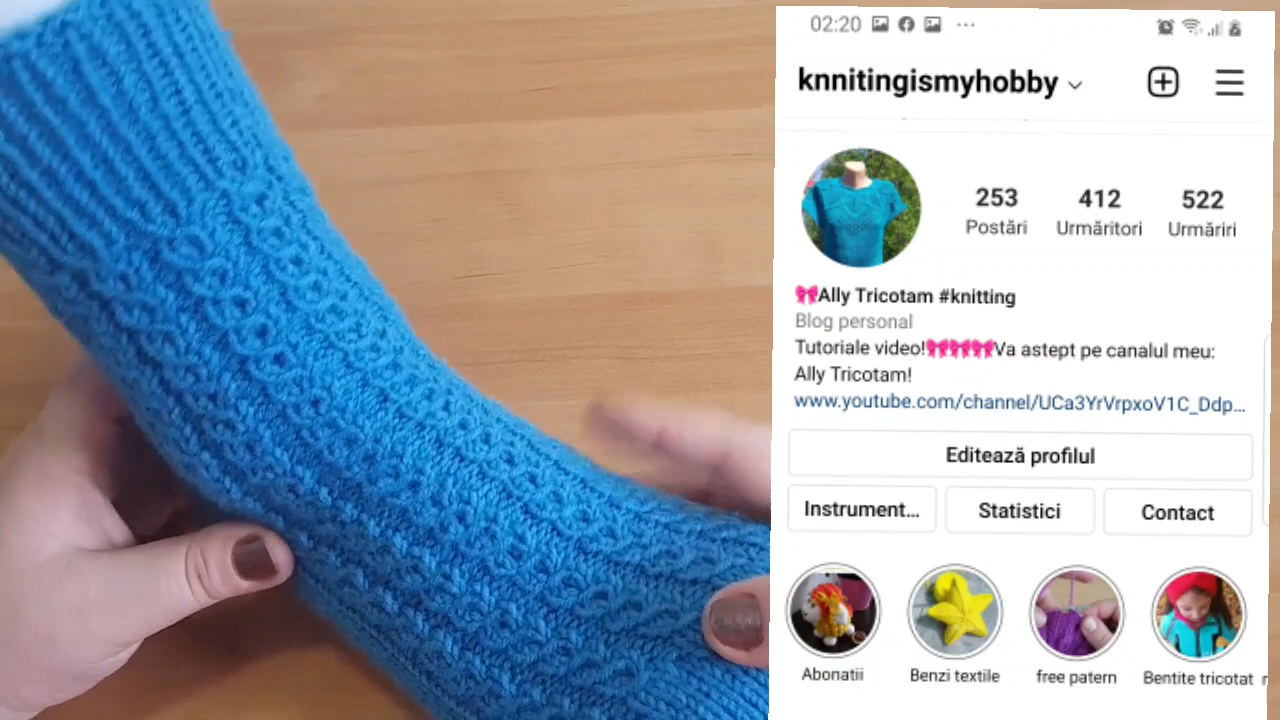 02:20
knnitingismyhobby
253 412 522
Postări Urmăritori Urmăriri
Ally Tricotam #knitting
Blog personal
Tutoriale video! Va astept pe canalul meu:
Ally Tricotam!
www.youtube.com/channel/UCa3YrVrpxoV1C_Ddp...
Editează profilul
Instrument... Statistici Contact
Abonatii Benzi textile free patern Bentite tricotat